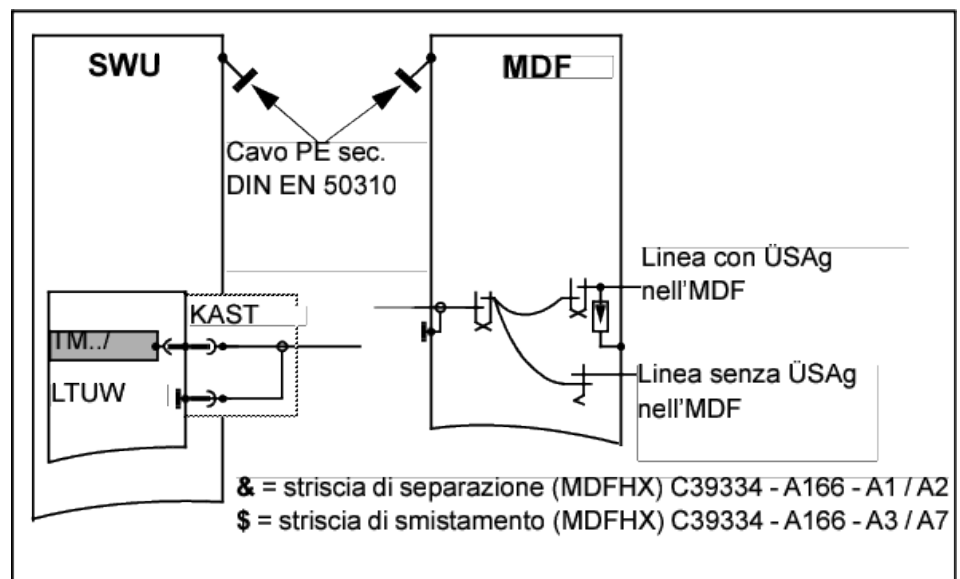 SWU
MDF
Cavo PE sec.
DIN EN 50310
Linea con ÜSAg
nell'MDF
KAST
TM../
LTUW
Linea senza ÜSAg
nell'MDF
& = striscia di separazione (MDFHX) C39334 - A166 - A1 / A2
$ = striscia di smistamento (MDFHX) C39334 - A166 - A3 / A7